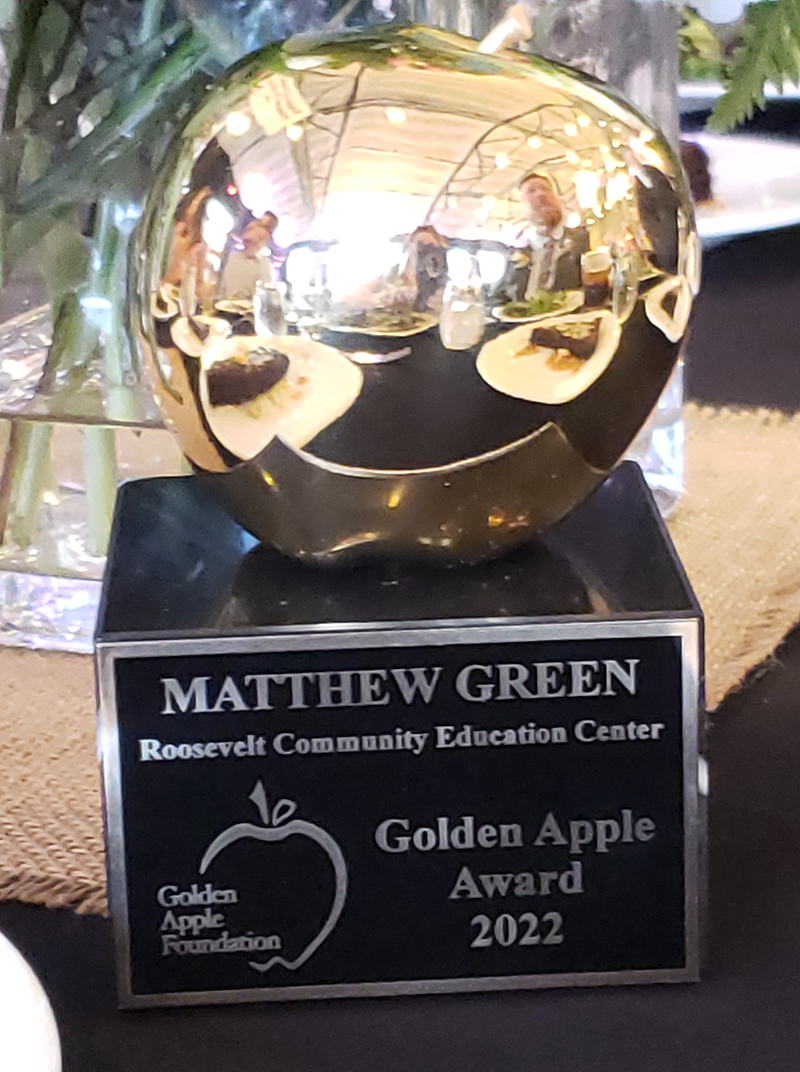 MATTHEW GREEN
Roosevelt Community Education Center
Golden Apple
Award
2022
Golden
Apple
Foundation